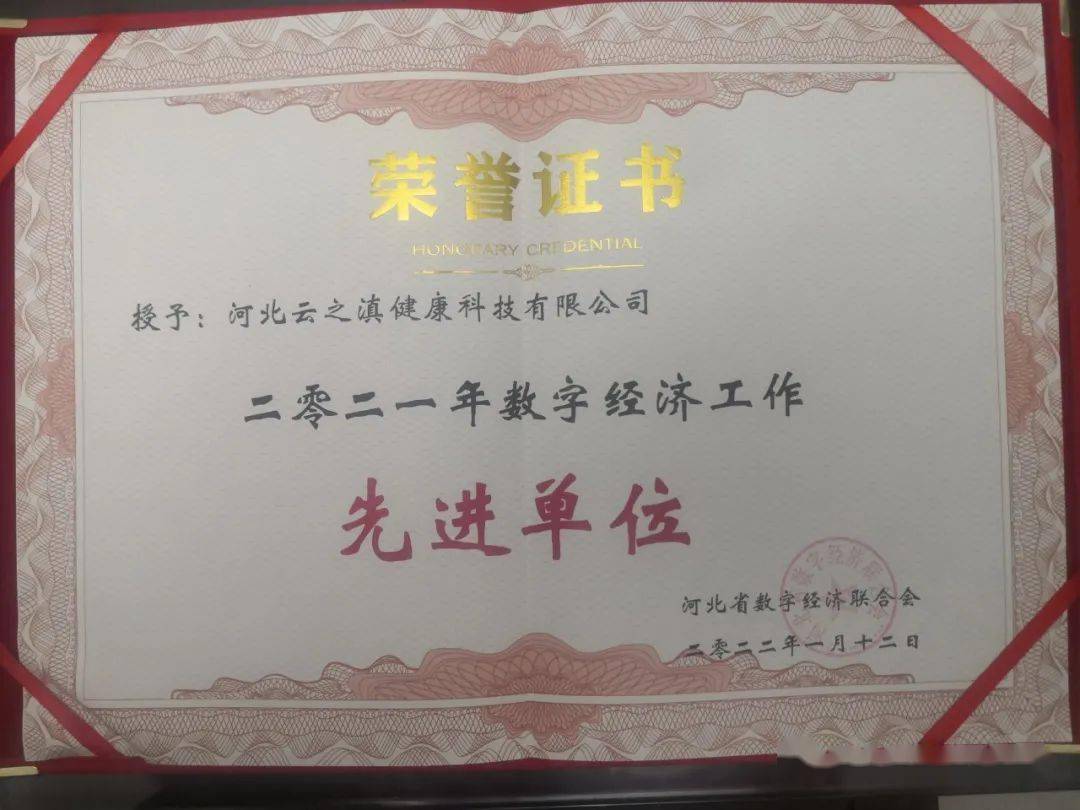 荣誉证书
HONORARY CREDENTIAL
授予：河北云之滇健康科技有限公司
二零二一年数字经济工作
先进单位
河北省数字经济联合会
二零二二年一月十二日